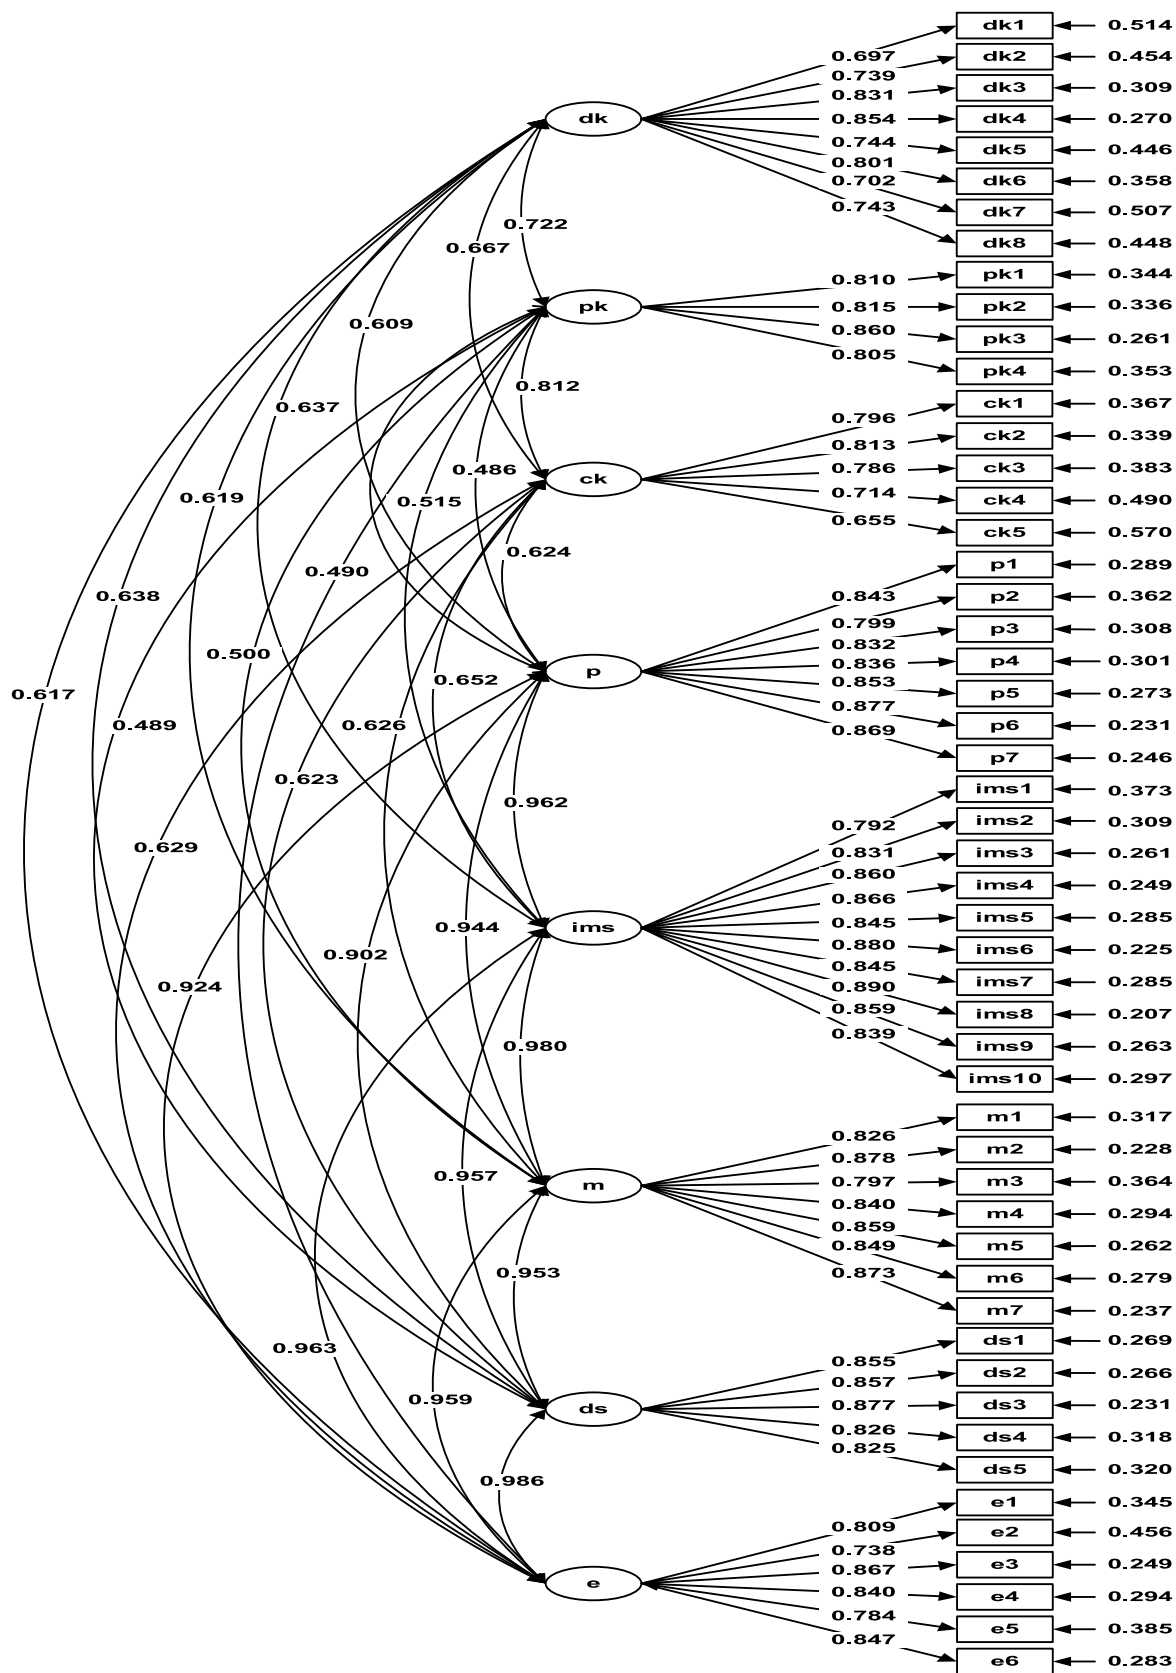 dk1 0.514
0.697
dk2 0.454
0.739
dk3 0.309
0.831
dk
0.854
dk4 0.270
0.744
dk5 0.446
0.801
dk6 0.358
0.702
dk7 0.507
0.743
0.722
dk8 0.448
0.667
pk1 0.344
0.810
pk
0.815
pk2 0.336
0.609
0.860
pk3 0.261
0.805
pk4 0.353
0.812
0.637
ck1 0.367
0.796
ck2 0.339
0.813
0.486
ck
0.786
ck3 0.383
0.619
0.515
0.714
ck4 0.490
0.655
ck5 0.570
0.624
0.490
p1 0.289
0.638
0.843
p2 0.362
0.799
p3 0.308
0.832
0.500
0.652
p
0.836
p4 0.301
0.617
0.853
p5 0.273
0.489
0.626
0.877
p6 0.231
0.869
p7 0.246
0.623
ims1 0.373
0.962
0.792
ims2 0.309
0.629
0.831
ims3 0.261
0.860
ims4 0.249
0.866
0.944
ims
0.845
ims5 0.285
0.902
0.880
ims6 0.225
0.845
ims7 0.285
0.924
0.890
ims8 0.207
0.859
0.839
0.980
ims9 0.263
ims10 0.297
m1 0.317
0.826
m2 0.228
0.878
0.957
m
0.797
m3 0.364
0.840
m4 0.294
0.859
m5 0.262
0.849
0.953
0.873
m6 0.279
m7 0.237
ds1 0.269
0.963
0.855
ds2 0.266
0.857
0.959
ds
0.877
ds3 0.231
0.826
ds4 0.318
0.825
ds5 0.320
0.986
e1 0.345
0.809
e2 0.456
0.738
e3 0.249
0.867
e
0.840
e4 0.294
0.784
e5 0.385
0.847
e6 0.283